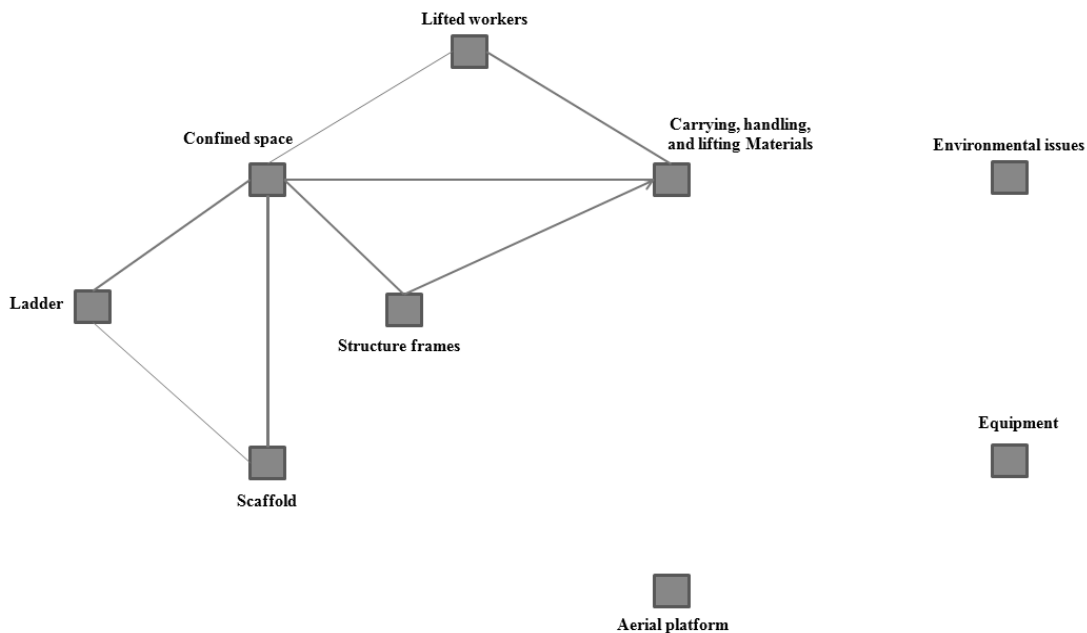 Lifted workers
Confined space
Carrying, handling,
and lifting Materials
Environmental issues
Ladder
Structure frames
Equipment
Scaffold
Aerial platform